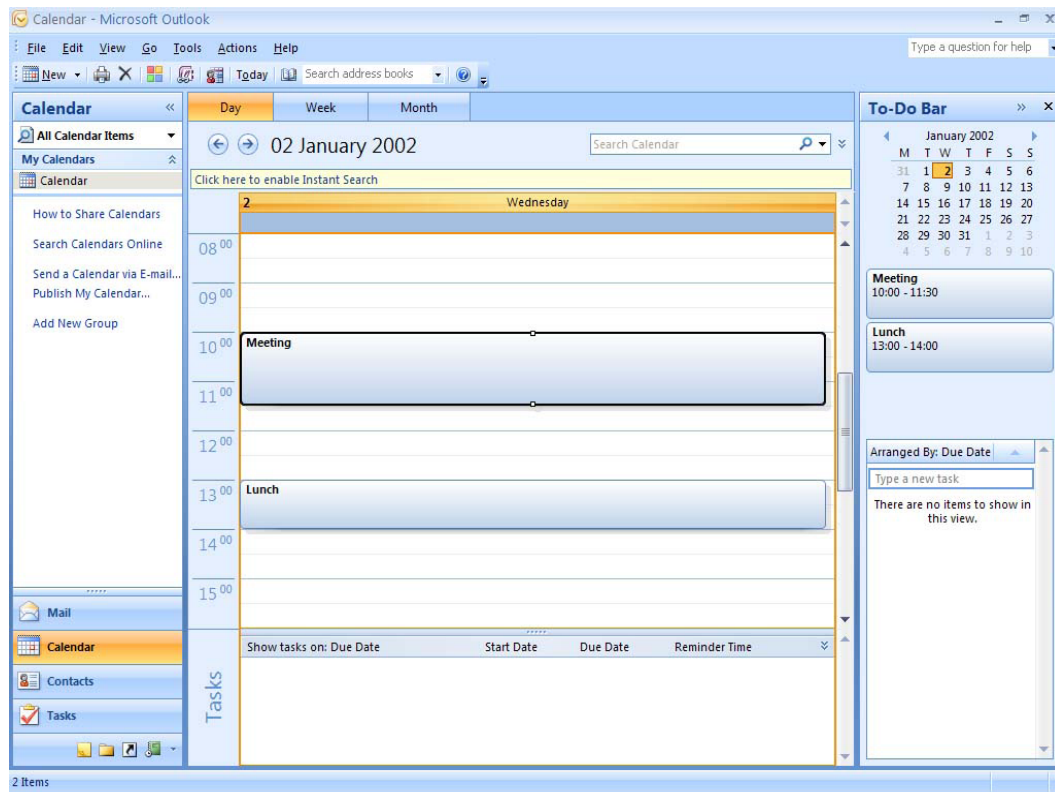 Calendar - Microsoft Outlook
File Edit View Go Tools Actions Help
Type a question for help
New Today Search address books
Calendar «
All Calendar Items
My Calendars
Calendar
How to Share Calendars
Search Calendars Online
Send a Calendar via E-mail...
Publish My Calendar...
Add New Group
Mail
Calendar
Contacts
Tasks
Day Week Month
02 January 2002
Search Calendar
Click here to enable Instant Search
2 Wednesday
08 00
09 00
10 00 Meeting
11 00
12 00
13 00 Lunch
14 00
15 00
Tasks
Show tasks on: Due Date Start Date Due Date Reminder Time
To-Do Bar »
January 2002
M T W T F S S
31 1 2 3 4 5 6
7 8 9 10 11 12 13
14 15 16 17 18 19 20
21 22 23 24 25 26 27
28 29 30 31 1 2 3
4 5 6 7 8 9 10
Meeting
10:00 - 11:30
Lunch
13:00 - 14:00
Arranged By: Due Date
Type a new task
There are no items to show in
this view.
2 Items